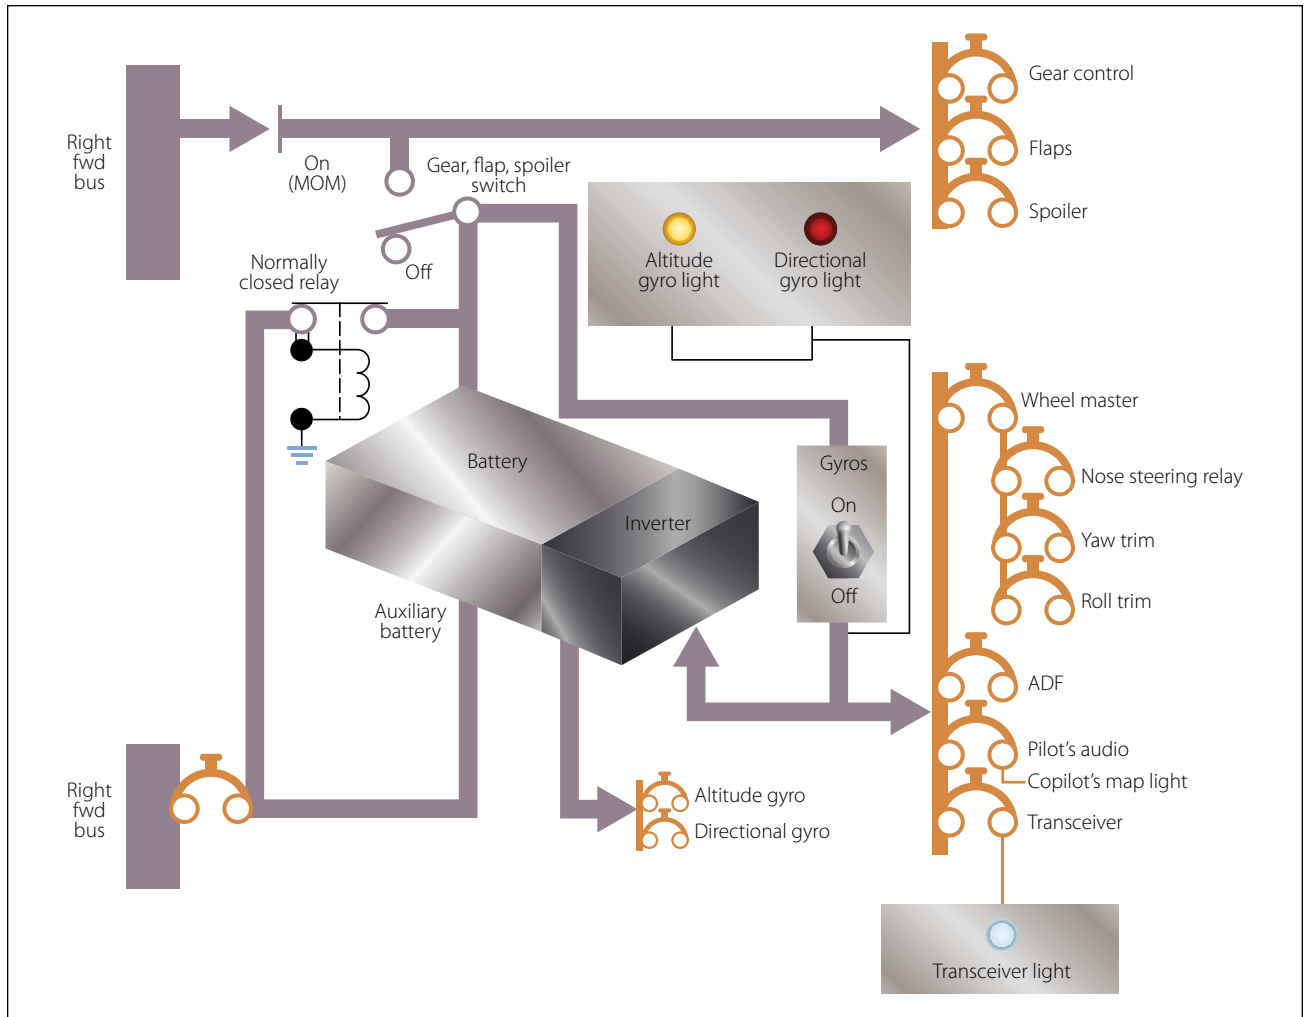 Right
fwd
bus
On
(MOM)
Gear, flap, spoiler
switch
Off
Normally
closed relay
Altitude
gyro light
Directional
gyro light
Gear control
Flaps
Spoiler
Battery
Inverter
Auxiliary
battery
Gyros
On
Off
Wheel master
Nose steering relay
Yaw trim
Roll trim
ADF
Pilot’s audio
Copilot’s map light
Transceiver
Right
fwd
bus
Altitude gyro
Directional gyro
Transceiver light